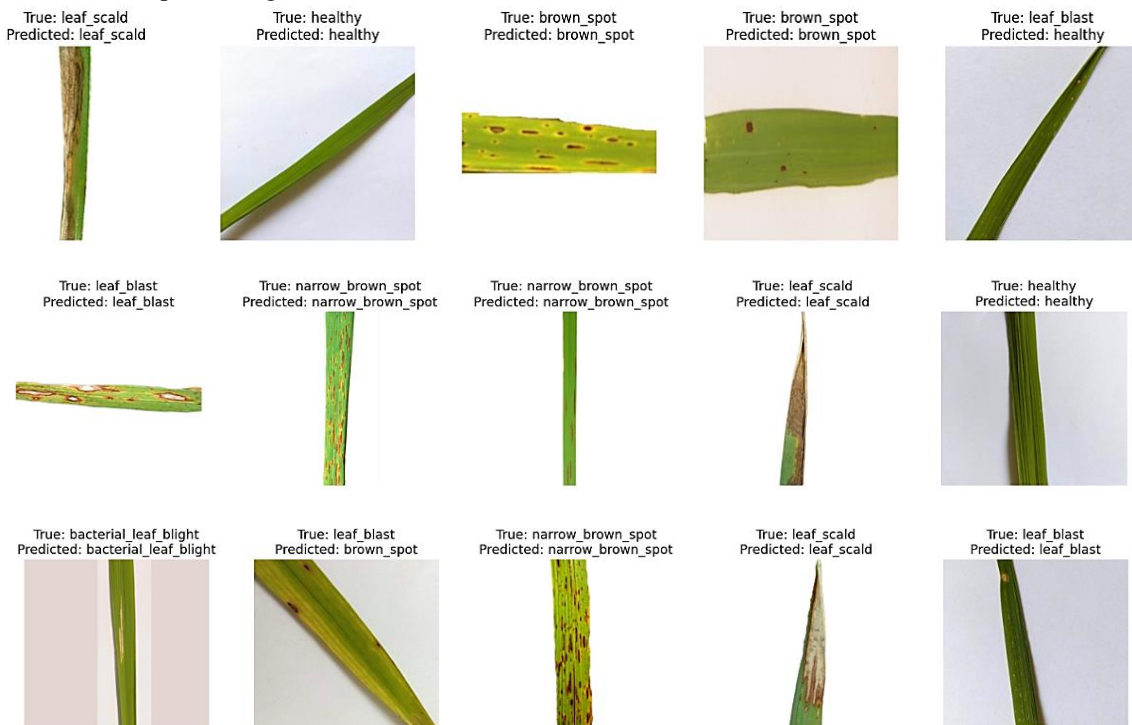 True: leaf_scald
Predicted: leaf_scald
True: healthy
Predicted: healthy
True: brown_spot
Predicted: brown_spot
True: brown_spot
Predicted: brown_spot
True: leaf_blast
Predicted: healthy
True: leaf_blast
Predicted: leaf_blast
True: narrow_brown_spot
Predicted: narrow_brown_spot
True: narrow_brown_spot
Predicted: narrow_brown_spot
True: leaf_scald
Predicted: leaf_scald
True: healthy
Predicted: healthy
True: bacterial_leaf_blight
Predicted: bacterial_leaf_blight
True: leaf_blast
Predicted: brown_spot
True: narrow_brown_spot
Predicted: narrow_brown_spot
True: leaf_scald
Predicted: leaf_scald
True: leaf_blast
Predicted: leaf_blast